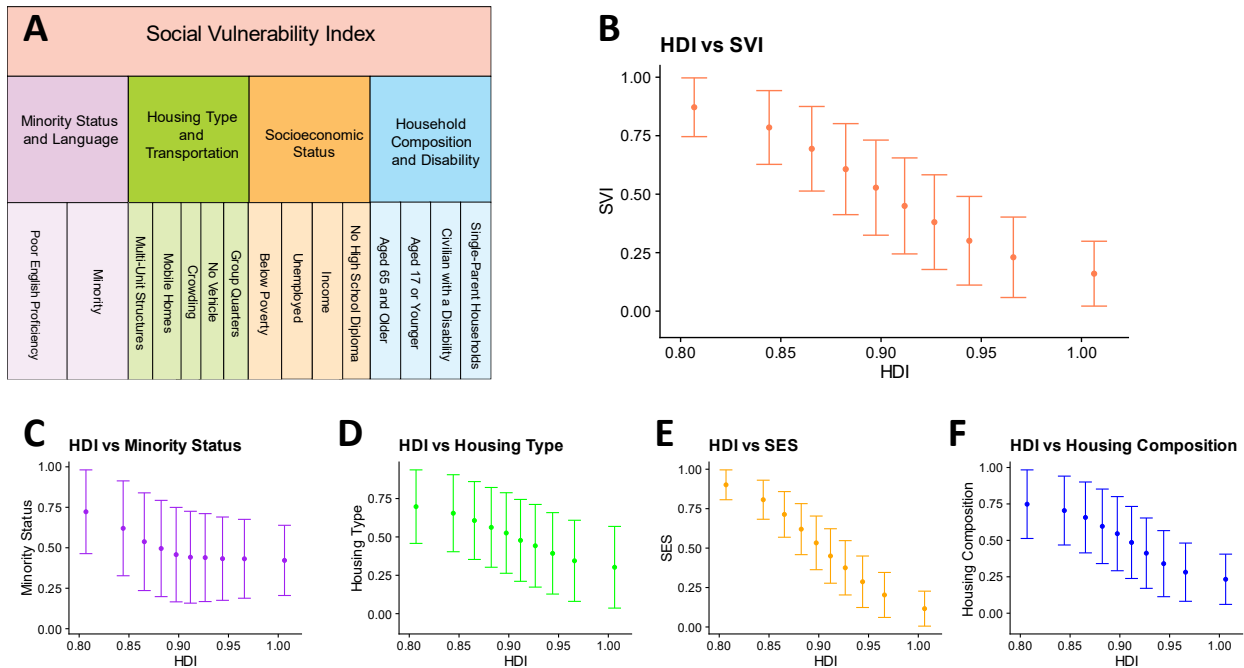 A
Social Vulnerability Index
Minority Status
and Language
Housing Type
and
Transportation
Socioeconomic
Status
Household
Composition
and Disability
Poor English Proficiency
Minority
Multi-Unit Structures
Mobile Homes
Crowding
No Vehicle
Group Quarters
Below Poverty
Unemployed
Income
No High School Diploma
Aged 65 and Older
Aged 17 or Younger
Civilian with a Disability
Single-Parent Households
B
HDI vs SVI
SVI
1.00
0.75
0.50
0.25
0.00
0.80 0.85 0.90 0.95 1.00
HDI
C
HDI vs Minority Status
Minority Status
1.00
0.75
0.50
0.25
0.00
0.80 0.85 0.90 0.95 1.00
HDI
D
HDI vs Housing Type
Housing Type
0.75
0.50
0.25
0.00
0.80 0.85 0.90 0.95 1.00
HDI
E
HDI vs SES
SES
1.00
0.75
0.50
0.25
0.00
0.80 0.85 0.90 0.95 1.00
HDI
F
HDI vs Housing Composition
Housing Composition
1.00
0.75
0.50
0.25
0.00
0.80 0.85 0.90 0.95 1.00
HDI